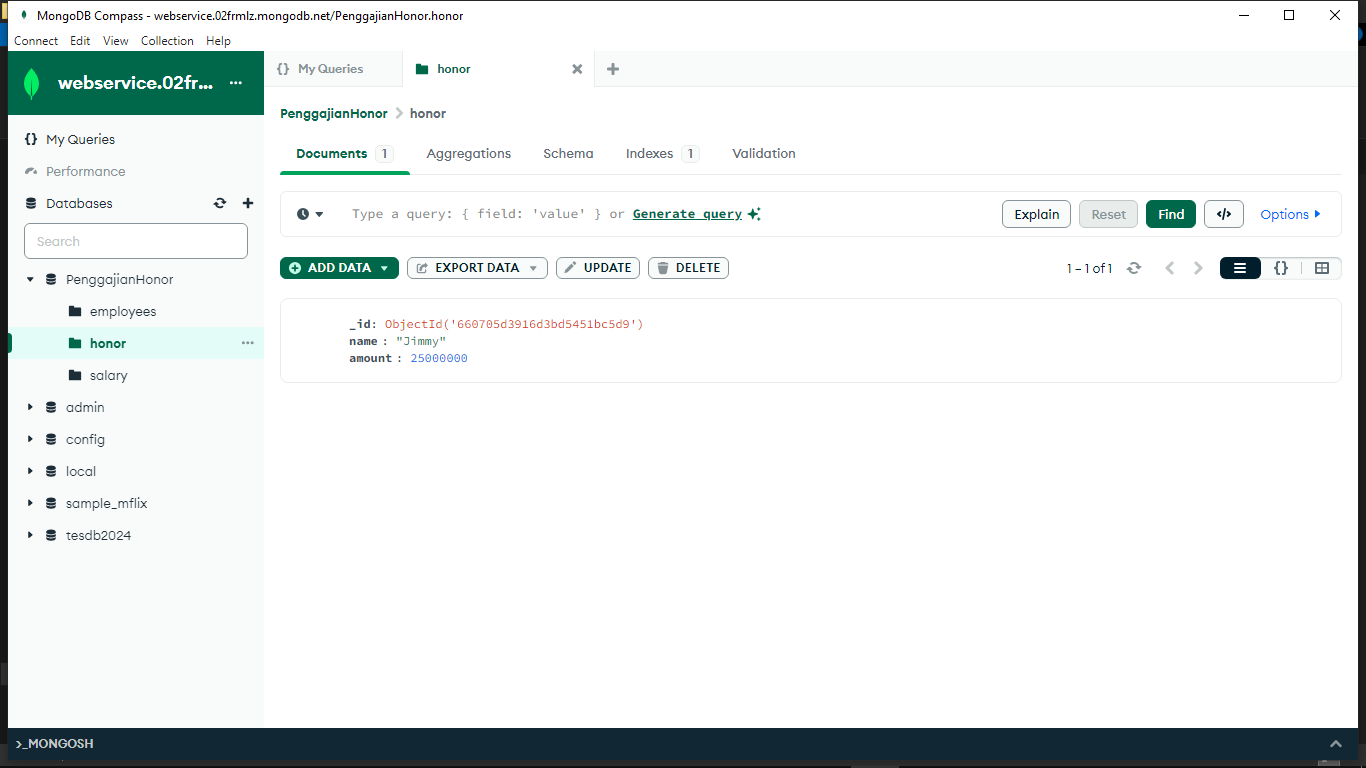 MongoDB Compass - webservice.02frmlz.mongodb.net/PenggajianHonor.honor
Connect Edit View Collection Help
webservice.02fr... ···
My Queries
Performance
Databases
Search
PenggajianHonor
employees
honor ···
salary
admin
config
local
sample_mflix
tesdb2024
{} My Queries
honor
PenggajianHonor > honor
Documents 1 Aggregations Schema Indexes 1 Validation
Type a query: { field: 'value' } or Generate query
Explain Reset Find </> Options
ADD DATA EXPORT DATA UPDATE DELETE
1 – 1 of 1 {}
_id: ObjectId('660705d3916d3bd5451bc5d9')
name : "Jimmy"
amount : 25000000
>_MONGOSH